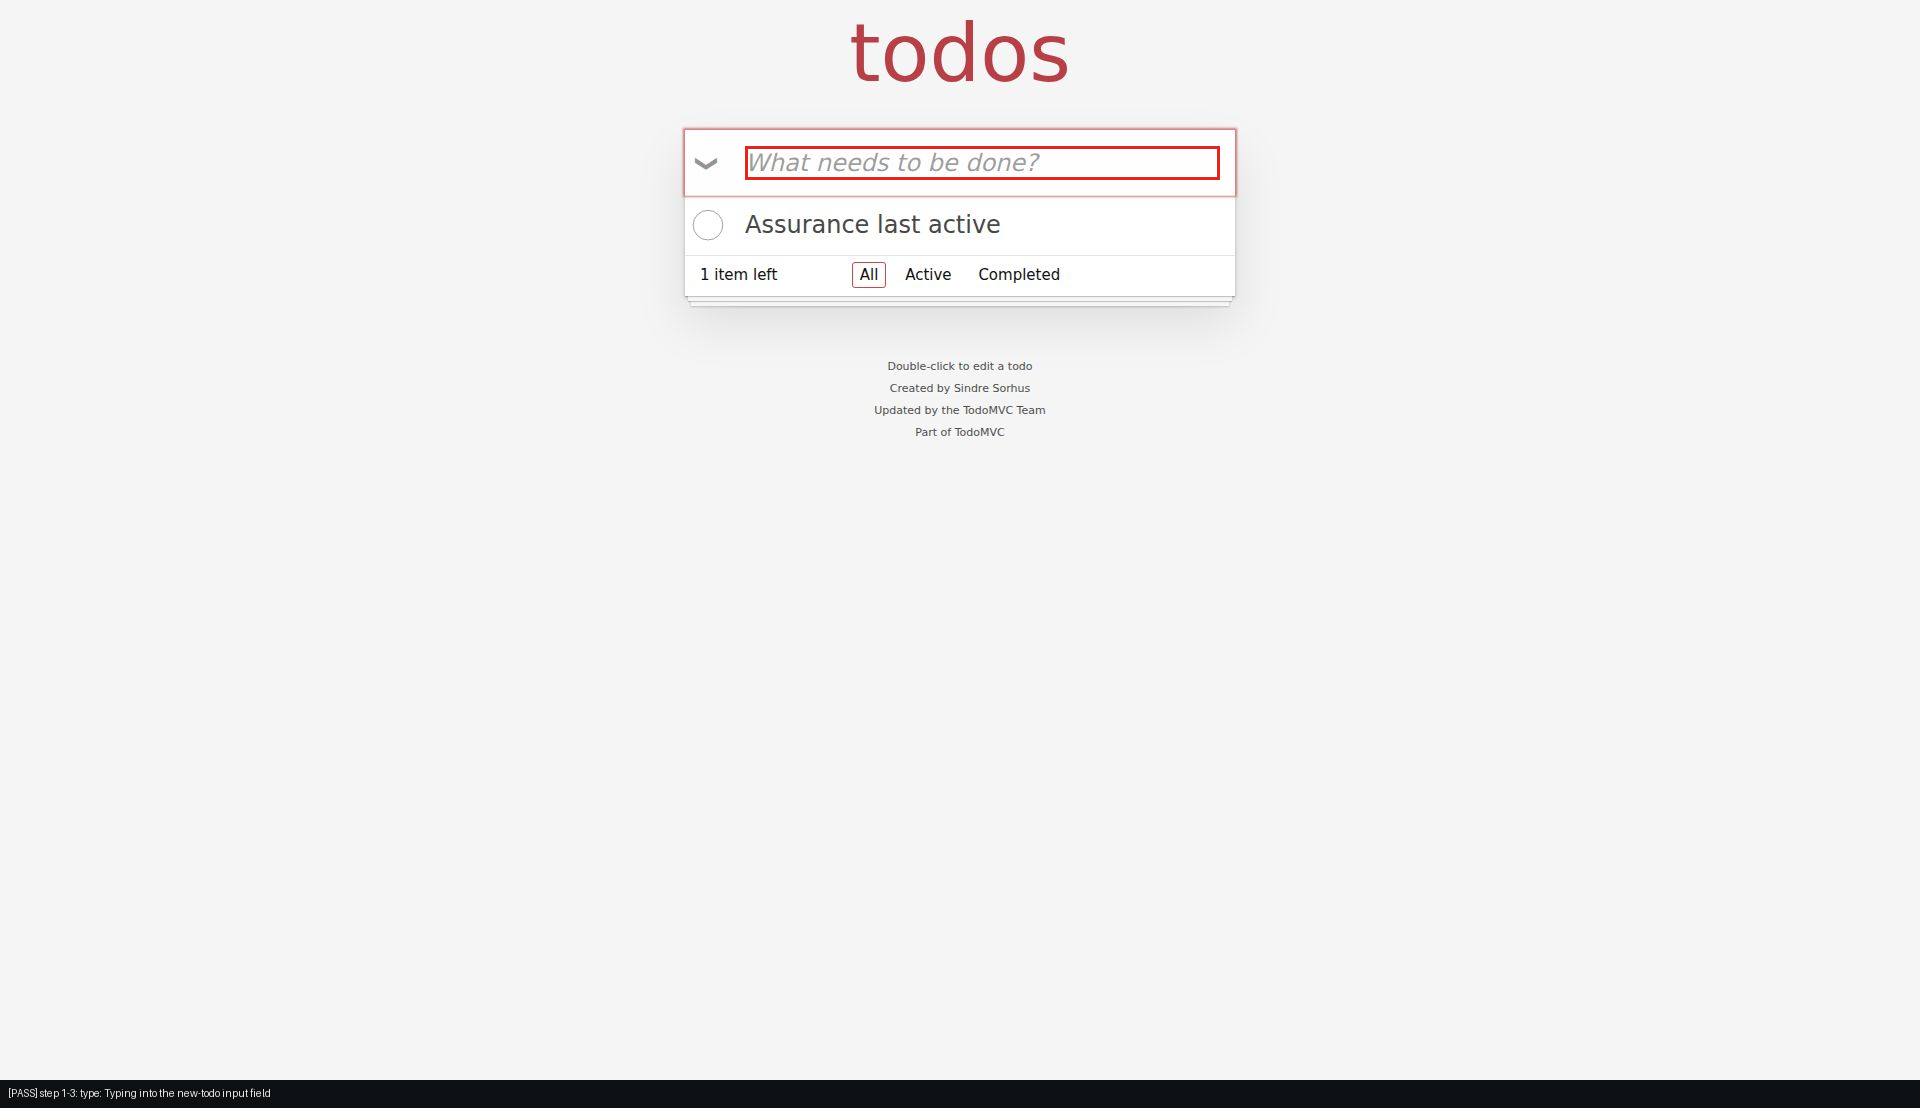 todos
What needs to be done?
Assurance last active
1 item left All Active Completed
Double-click to edit a todo
Created by Sindre Sorhus
Updated by the TodoMVC Team
Part of TodoMVC
[PASS] step 1-3: type: Typing into the new-todo input field